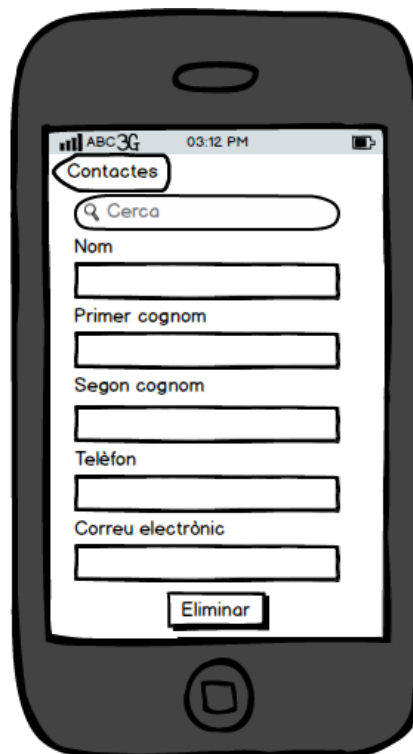 ABC 3G 03:12 PM
Contactes
Cerca
Nom
Primer cognom
Segon cognom
Telèfon
Correu electrònic
Eliminar